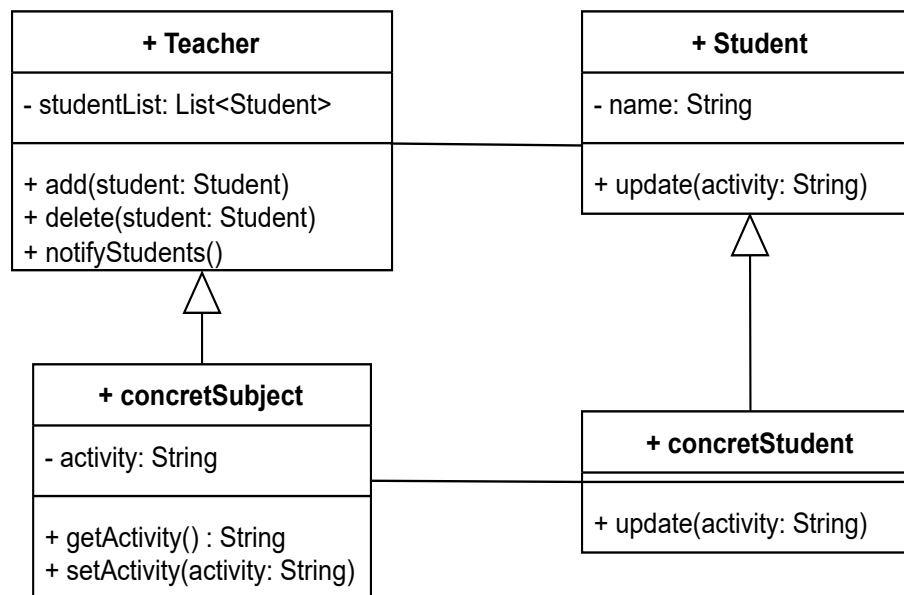 + Teacher
- studentList: List<Student>
+ add(student: Student)
+ delete(student: Student)
+ notifyStudents()
+ Student
- name: String
+ update(activity: String)
+ concretSubject
- activity: String
+ getActivity() : String
+ setActivity(activity: String)
+ concretStudent
+ update(activity: String)